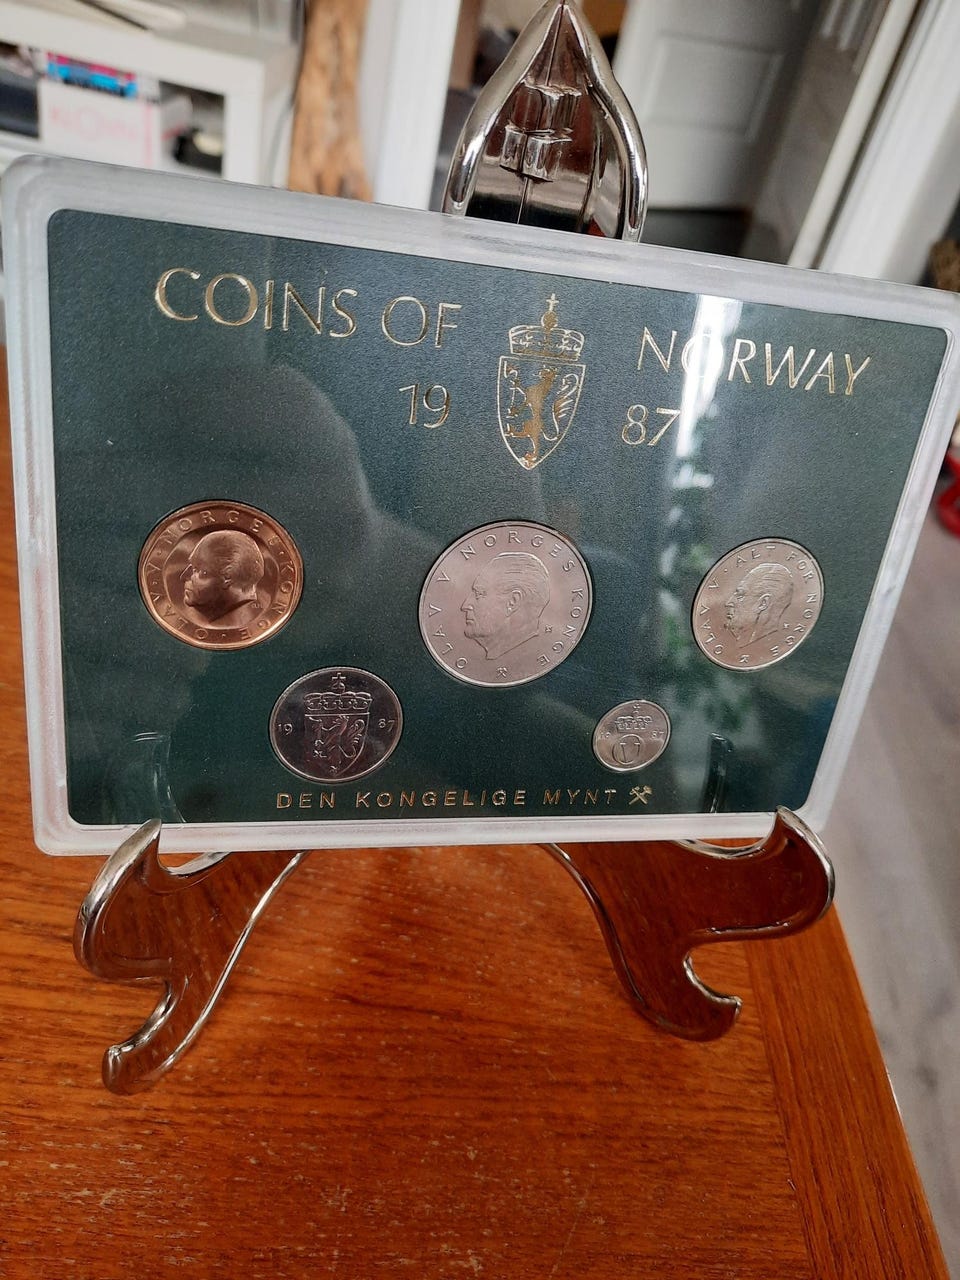 COINS OF NORWAY
19 87
OLAV · V · NORGES · KONGE
OLAV V NORGES KONGE
OLAV V · ALT FOR NORGE
19 87
19 87
DEN KONGELIGE MYNT